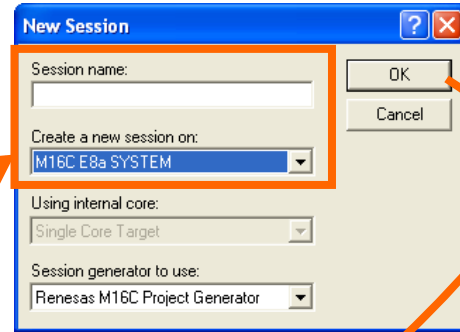 New Session
Session name:
OK
Cancel
Create a new session on:
M16C E8a SYSTEM
Using internal core:
Single Core Target
Session generator to use:
Renesas M16C Project Generator